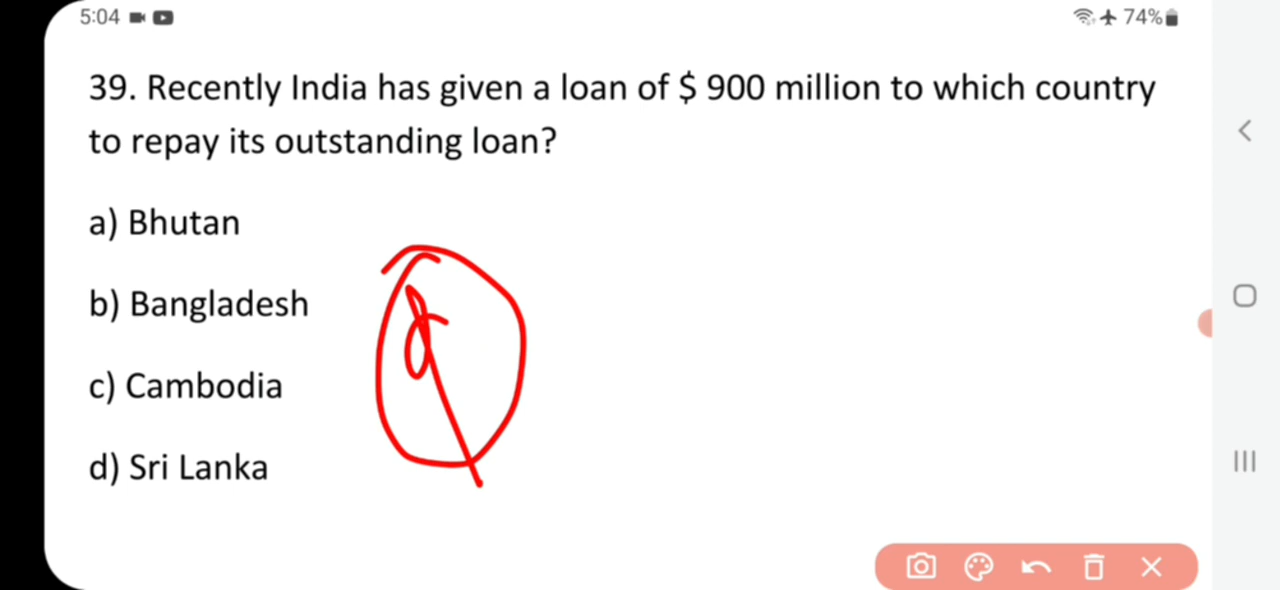 5:04
74%
39. Recently India has given a loan of $ 900 million to which country
to repay its outstanding loan?
a) Bhutan
b) Bangladesh
c) Cambodia
d) Sri Lanka